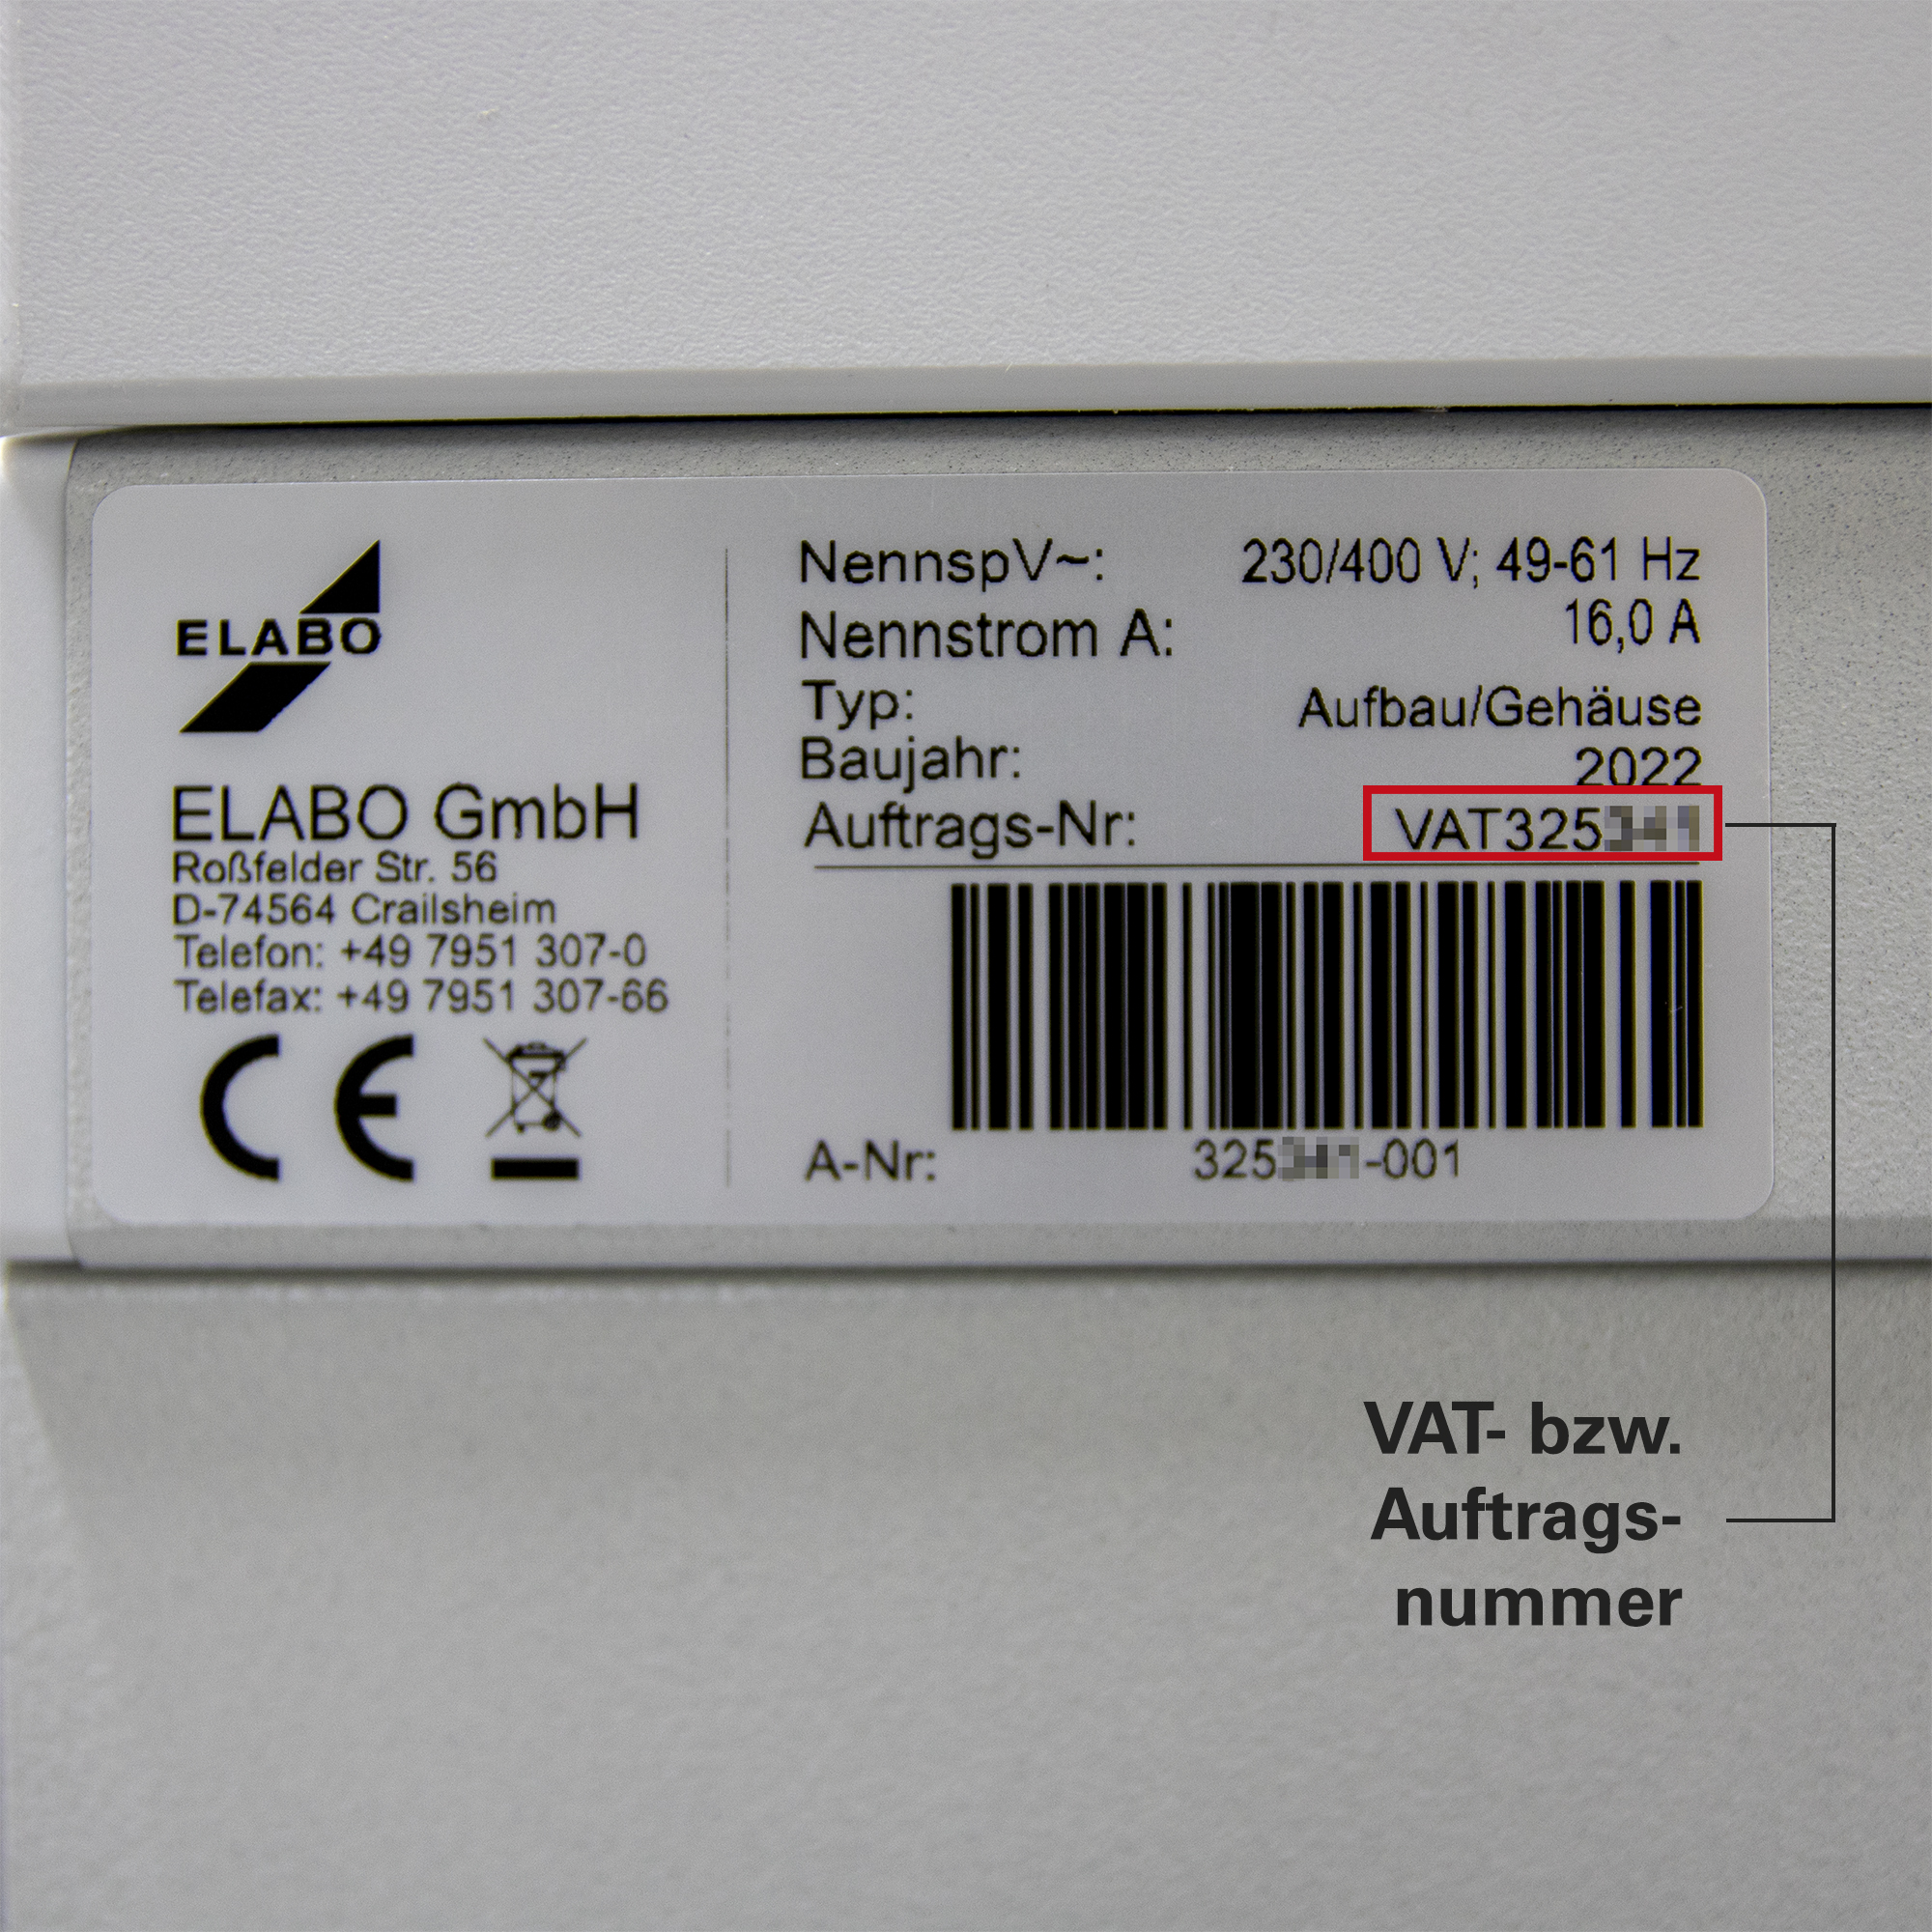 ELABO
ELABO GmbH
Roßfelder Str. 56
D-74564 Crailsheim
Telefon: +49 7951 307-0
Telefax: +49 7951 307-66
CE
NennspV~: 230/400 V; 49-61 Hz
Nennstrom A: 16,0 A
Typ: Aufbau/Gehäuse
Baujahr: 2022
Auftrags-Nr: VAT325
A-Nr: 325 -001
VAT- bzw.
Auftrags-
nummer